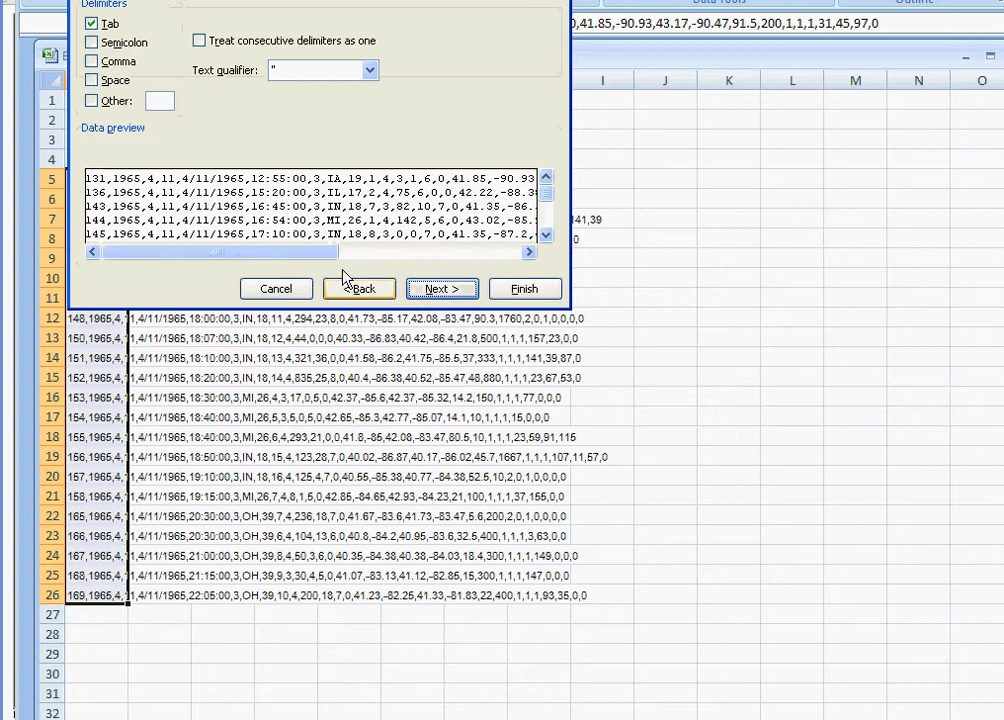 Delimiters
Tab
Semicolon
Comma
Space
Other:
Treat consecutive delimiters as one
Text qualifier: "
Data preview
131,1965,4,11,4/11/1965,12:55:00,3,IA,19,1,4,3,1,6,0,41.85,-90.93
136,1965,4,11,4/11/1965,15:20:00,3,IL,17,2,4,75,6,0,0,42.22,-88.3
143,1965,4,11,4/11/1965,16:45:00,3,IN,18,7,3,82,10,7,0,41.35,-86.
144,1965,4,11,4/11/1965,16:54:00,3,MI,26,1,4,142,5,6,0,43.02,-85.
145,1965,4,11,4/11/1965,17:10:00,3,IN,18,8,3,0,0,7,0,41.35,-87.2,
Cancel
< Back
Next >
Finish
0,41.85,-90.93,43.17,-90.47,91.5,200,1,1,1,31,45,97,0
I J K L M N O
1
2
3
4
5
6
7 141,39
8 0
9
10
11
12 148,1965,4,11,4/11/1965,18:00:00,3,IN,18,11,4,294,23,8,0,41.73,-85.17,42.08,-83.47,90.3,1760,2,0,1,0,0,0,0
13 150,1965,4,11,4/11/1965,18:07:00,3,IN,18,12,4,44,0,0,0,40.33,-86.83,40.42,-86.4,21.8,500,1,1,1,157,23,0,0
14 151,1965,4,11,4/11/1965,18:10:00,3,IN,18,13,4,321,36,0,0,41.58,-86.2,41.75,-85.5,37,333,1,1,1,141,39,87,0
15 152,1965,4,11,4/11/1965,18:20:00,3,IN,18,14,4,835,25,8,0,40.4,-86.38,40.52,-85.47,48,880,1,1,1,23,67,53,0
16 153,1965,4,11,4/11/1965,18:30:00,3,MI,26,4,3,17,0,5,0,42.37,-85.6,42.37,-85.32,14.2,150,1,1,1,77,0,0,0
17 154,1965,4,11,4/11/1965,18:40:00,3,MI,26,5,3,5,0,5,0,42.65,-85.3,42.77,-85.07,14.1,10,1,1,1,15,0,0,0
18 155,1965,4,11,4/11/1965,18:40:00,3,MI,26,6,4,293,21,0,0,41.8,-85,42.08,-83.47,80.5,10,1,1,1,23,59,91,115
19 156,1965,4,11,4/11/1965,18:50:00,3,IN,18,15,4,123,28,7,0,40.02,-86.87,40.17,-86.02,45.7,1667,1,1,1,107,11,57,0
20 157,1965,4,11,4/11/1965,19:10:00,3,IN,18,16,4,125,4,7,0,40.55,-85.38,40.77,-84.38,52.5,10,2,0,1,0,0,0,0
21 158,1965,4,11,4/11/1965,19:15:00,3,MI,26,7,4,8,1,5,0,42.85,-84.65,42.93,-84.23,21,100,1,1,1,37,155,0,0
22 165,1965,4,11,4/11/1965,20:30:00,3,OH,39,7,4,236,18,7,0,41.67,-83.6,41.73,-83.47,5.6,200,2,0,1,0,0,0,0
23 166,1965,4,11,4/11/1965,20:30:00,3,OH,39,6,4,104,13,6,0,40.8,-84.2,40.95,-83.6,32.5,400,1,1,1,3,63,0,0
24 167,1965,4,11,4/11/1965,21:00:00,3,OH,39,8,4,50,3,6,0,40.35,-84.38,40.38,-84.03,18.4,300,1,1,1,149,0,0,0
25 168,1965,4,11,4/11/1965,21:15:00,3,OH,39,9,3,30,4,5,0,41.07,-83.13,41.12,-82.85,15,300,1,1,1,147,0,0,0
26 169,1965,4,11,4/11/1965,22:05:00,3,OH,39,10,4,200,18,7,0,41.23,-82.25,41.33,-81.83,22,400,1,1,1,93,35,0,0
27
28
29
30
31
32